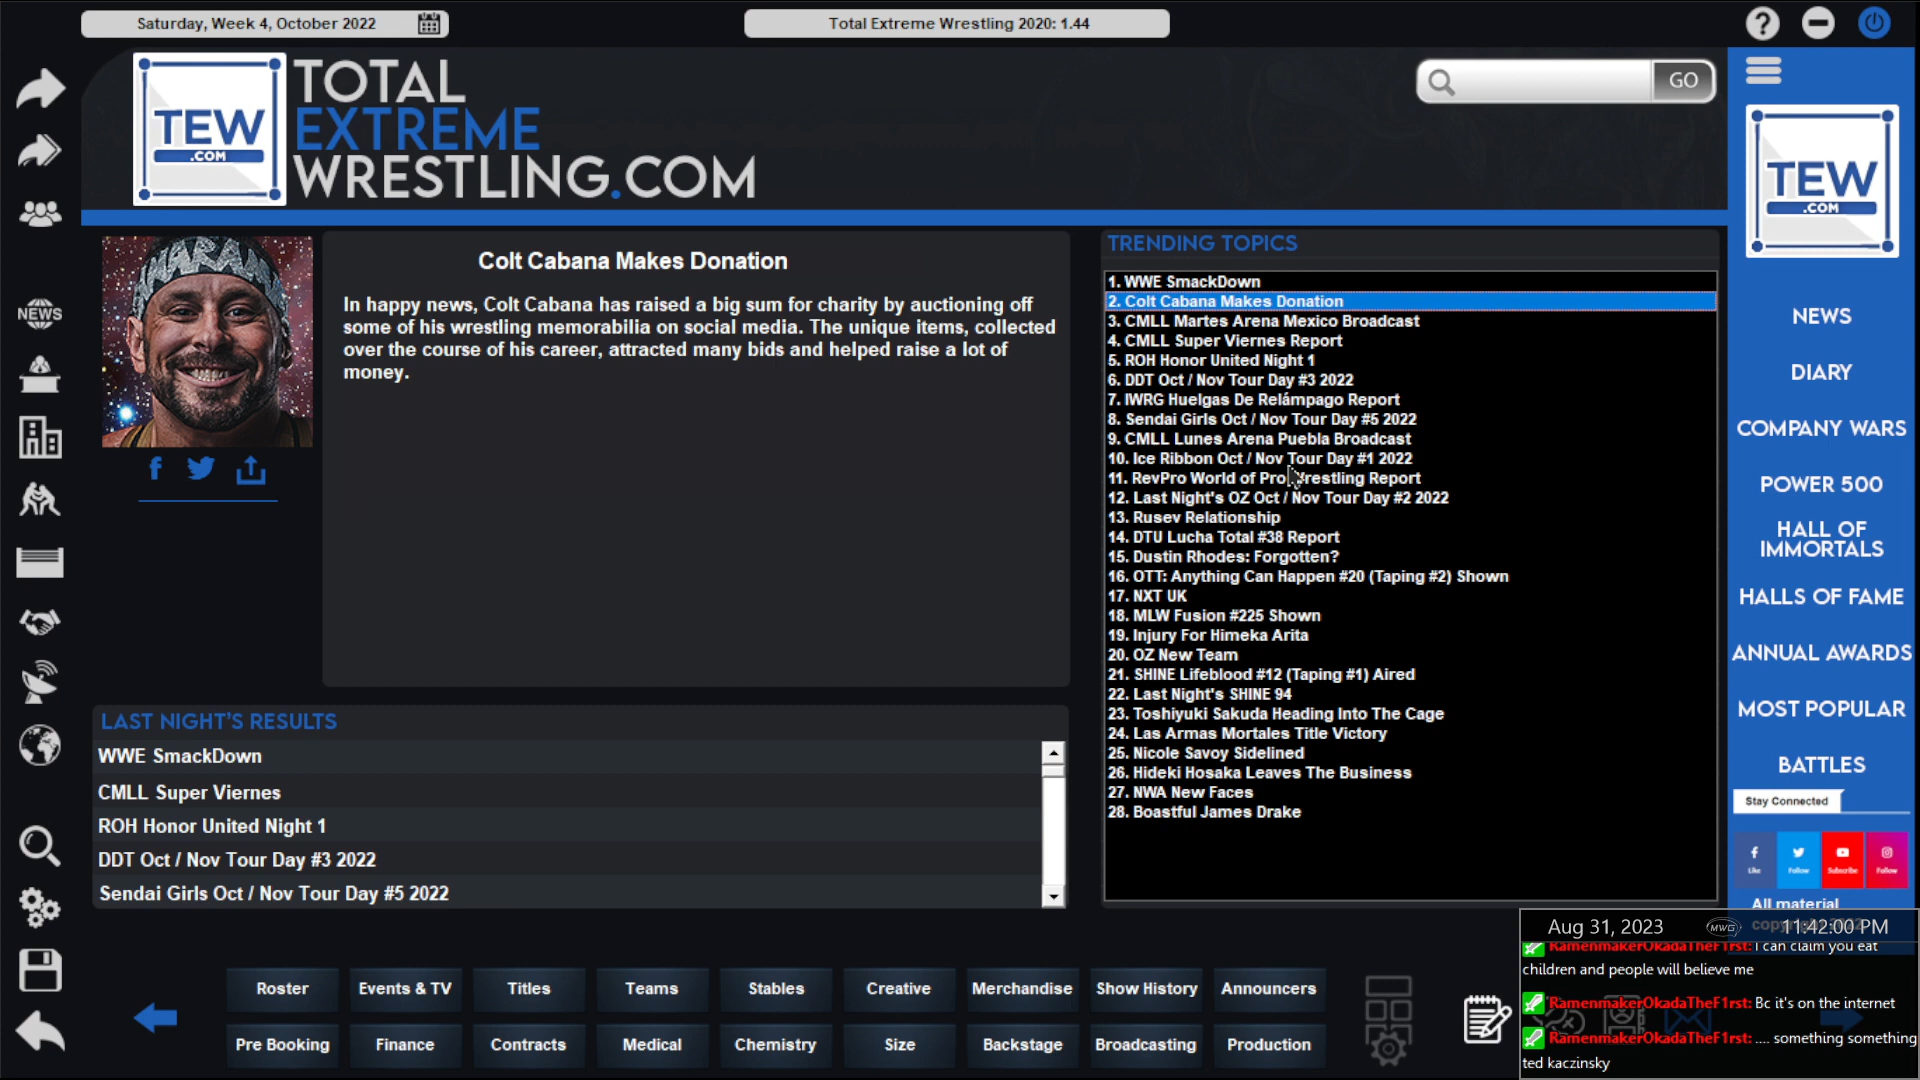 Saturday, Week 4, October 2022
Total Extreme Wrestling 2020: 1.44
TEW
.COM
TOTAL
EXTREME
WRESTLING.COM
GO
TEW
.COM
Colt Cabana Makes Donation
In happy news, Colt Cabana has raised a big sum for charity by auctioning off
some of his wrestling memorabilia on social media. The unique items, collected
over the course of his career, attracted many bids and helped raise a lot of
money.
TRENDING TOPICS
1. WWE SmackDown
2. Colt Cabana Makes Donation
3. CMLL Martes Arena Mexico Broadcast
4. CMLL Super Viernes Report
5. ROH Honor United Night 1
6. DDT Oct / Nov Tour Day #3 2022
7. IWRG Huelgas De Relámpago Report
8. Sendai Girls Oct / Nov Tour Day #5 2022
9. CMLL Lunes Arena Puebla Broadcast
10. Ice Ribbon Oct / Nov Tour Day #1 2022
11. RevPro World of Pro Wrestling Report
12. Last Night's OZ Oct / Nov Tour Day #2 2022
13. Rusev Relationship
14. DTU Lucha Total #38 Report
15. Dustin Rhodes: Forgotten?
16. OTT: Anything Can Happen #20 (Taping #2) Shown
17. NXT UK
18. MLW Fusion #225 Shown
19. Injury For Himeka Arita
20. OZ New Team
21. SHINE Lifeblood #12 (Taping #1) Aired
22. Last Night's SHINE 94
23. Toshiyuki Sakuda Heading Into The Cage
24. Las Armas Mortales Title Victory
25. Nicole Savoy Sidelined
26. Hideki Hosaka Leaves The Business
27. NWA New Faces
28. Boastful James Drake
LAST NIGHT'S RESULTS
WWE SmackDown
CMLL Super Viernes
ROH Honor United Night 1
DDT Oct / Nov Tour Day #3 2022
Sendai Girls Oct / Nov Tour Day #5 2022
NEWS
NEWS
DIARY
COMPANY WARS
POWER 500
HALL OF
IMMORTALS
HALLS OF FAME
ANNUAL AWARDS
MOST POPULAR
BATTLES
Stay Connected
Like
Follow
Subscribe
Follow
All material
copyright 2022
Aug 31, 2023
MWG
11:42:00 PM
RamenmakerOkadaTheF1rst: I can claim you eat
children and people will believe me
RamenmakerOkadaTheF1rst: Bc it's on the internet
RamenmakerOkadaTheF1rst: .... something something
ted kaczinsky
Roster
Events & TV
Titles
Teams
Stables
Creative
Merchandise
Show History
Announcers
Pre Booking
Finance
Contracts
Medical
Chemistry
Size
Backstage
Broadcasting
Production